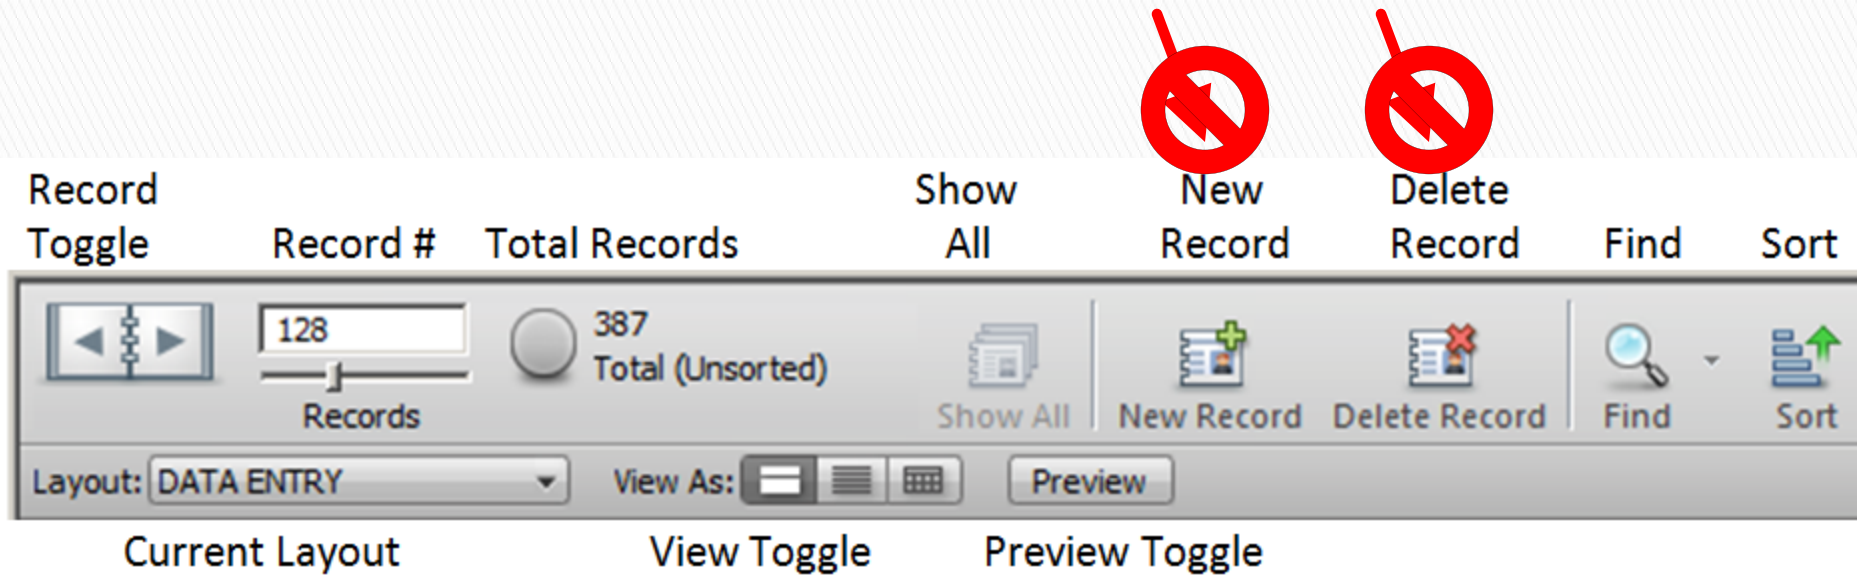 Record
Toggle
Record #
Total Records
Show
All
New
Record
Delete
Record
Find
Sort
128
Records
387
Total (Unsorted)
Show All
New Record
Delete Record
Find
Sort
Layout: DATA ENTRY
View As:
Preview
Current Layout
View Toggle
Preview Toggle